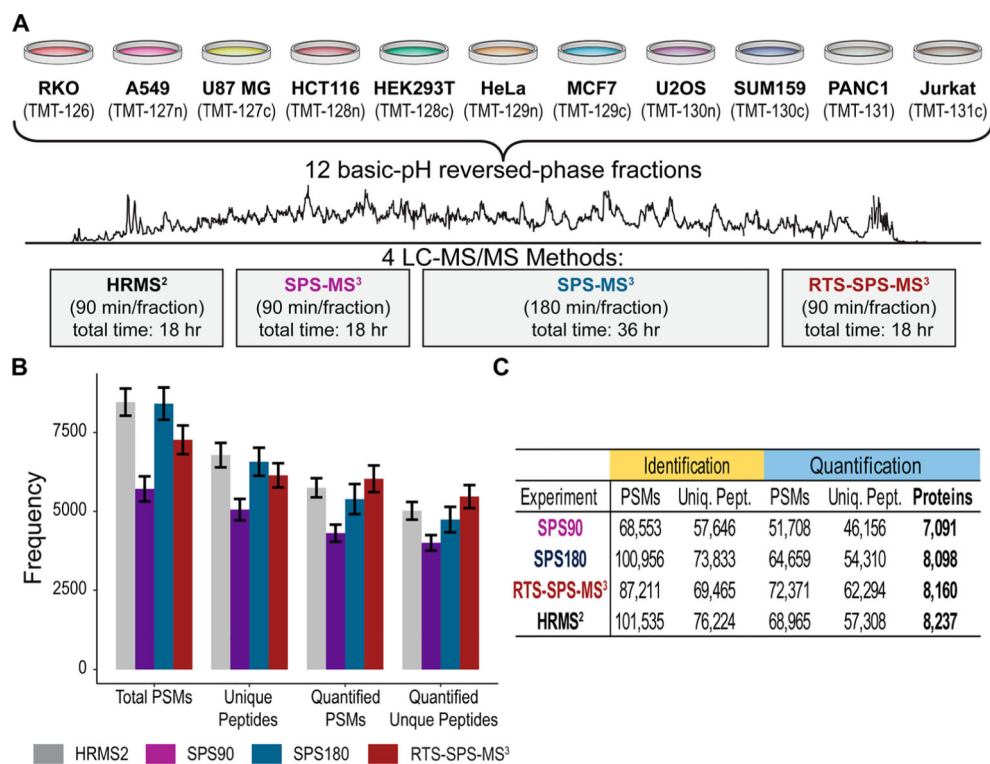 A
RKO A549 U87 MG HCT116 HEK293T HeLa MCF7 U2OS SUM159 PANC1 Jurkat
(TMT-126) (TMT-127n) (TMT-127c) (TMT-128n) (TMT-128c) (TMT-129n) (TMT-129c) (TMT-130n) (TMT-130c) (TMT-131) (TMT-131c)
12 basic-pH reversed-phase fractions
4 LC-MS/MS Methods:
HRMS²
(90 min/fraction)
total time: 18 hr
SPS-MS³
(90 min/fraction)
total time: 18 hr
SPS-MS³
(180 min/fraction)
total time: 36 hr
RTS-SPS-MS³
(90 min/fraction)
total time: 18 hr
B
Frequency
7500
5000
2500
0
Total PSMs
Unique
Peptides
Quantified
PSMs
Quantified
Unque Peptides
HRMS2 SPS90 SPS180 RTS-SPS-MS³
C
Identification Quantification
Experiment PSMs Uniq. Pept. PSMs Uniq. Pept. Proteins
SPS90 68,553 57,646 51,708 46,156 7,091
SPS180 100,956 73,833 64,659 54,310 8,098
RTS-SPS-MS³ 87,211 69,465 72,371 62,294 8,160
HRMS² 101,535 76,224 68,965 57,308 8,237